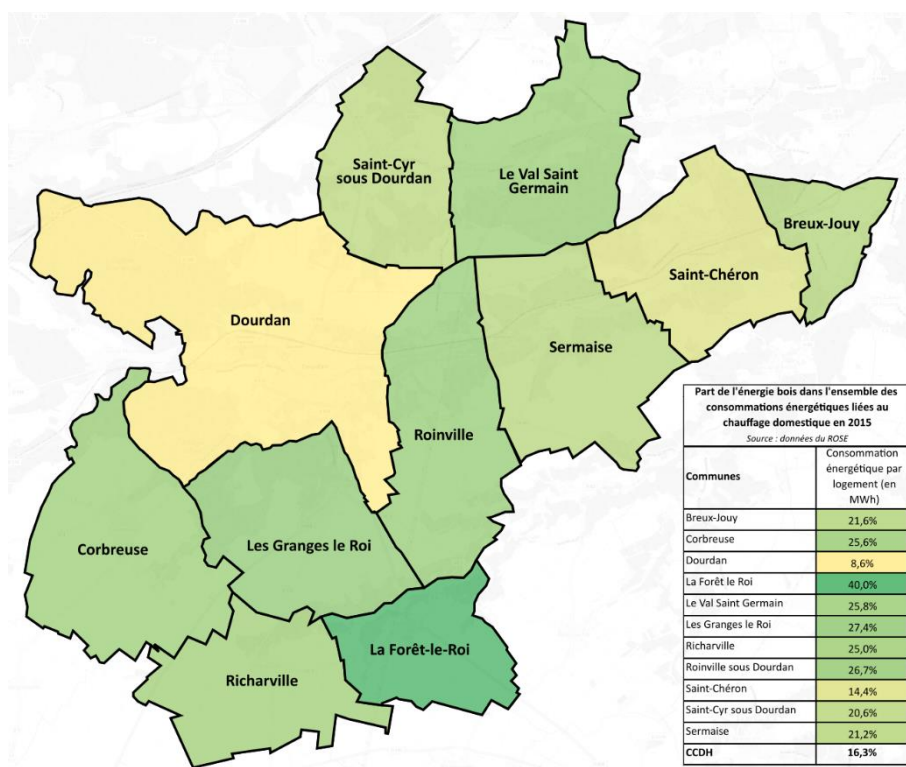 Saint-Cyr
sous Dourdan
Le Val Saint
Germain
Breux-Jouy
Saint-Chéron
Dourdan
Sermaise
Roinville
Corbreuse
Les Granges le Roi
La Forêt-le-Roi
Richarville
Part de l'énergie bois dans l'ensemble des
consommations énergétiques liées au
chauffage domestique en 2015
Source : données du ROSE
Communes
Consommation
énergétique par
logement (en
MWh)
Breux-Jouy 21,6%
Corbreuse 25,6%
Dourdan 8,6%
La Forêt le Roi 40,0%
Le Val Saint Germain 25,8%
Les Granges le Roi 27,4%
Richarville 25,0%
Roinville sous Dourdan 26,7%
Saint-Chéron 14,4%
Saint-Cyr sous Dourdan 20,6%
Sermaise 21,2%
CCDH 16,3%